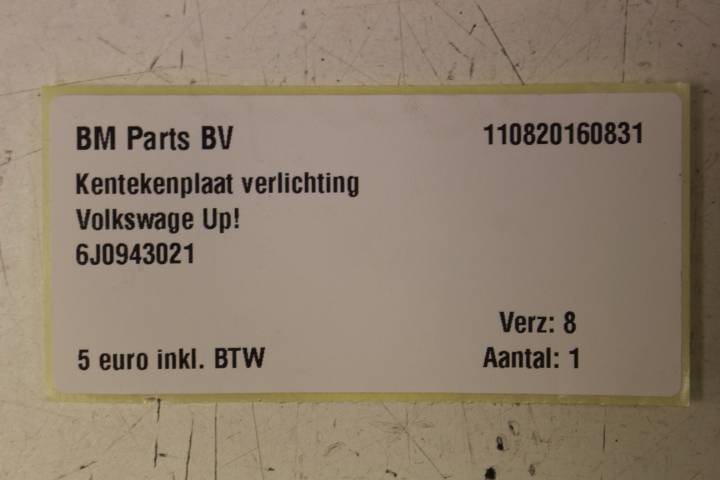 BM Parts BV 110820160831
Kentekenplaat verlichting
Volkswage Up!
6J0943021
Verz: 8
5 euro inkl. BTW Aantal: 1